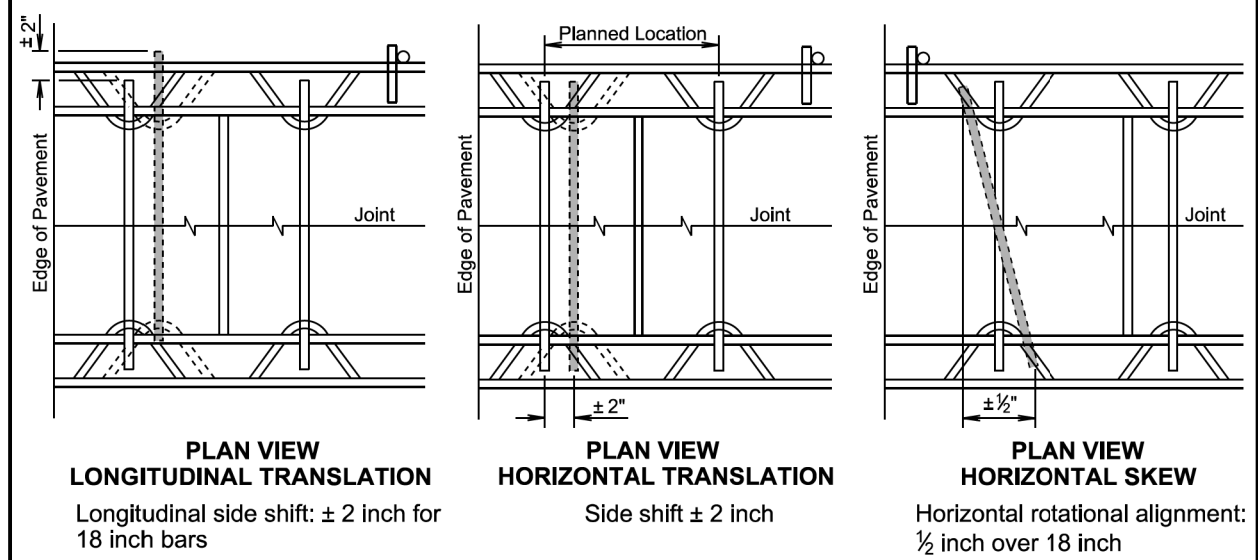 ± 2"
Edge of Pavement
Joint
PLAN VIEW
LONGITUDINAL TRANSLATION
Longitudinal side shift: ± 2 inch for
18 inch bars
Planned Location
Edge of Pavement
Joint
± 2"
PLAN VIEW
HORIZONTAL TRANSLATION
Side shift ± 2 inch
Edge of Pavement
Joint
±½"
PLAN VIEW
HORIZONTAL SKEW
Horizontal rotational alignment:
½ inch over 18 inch